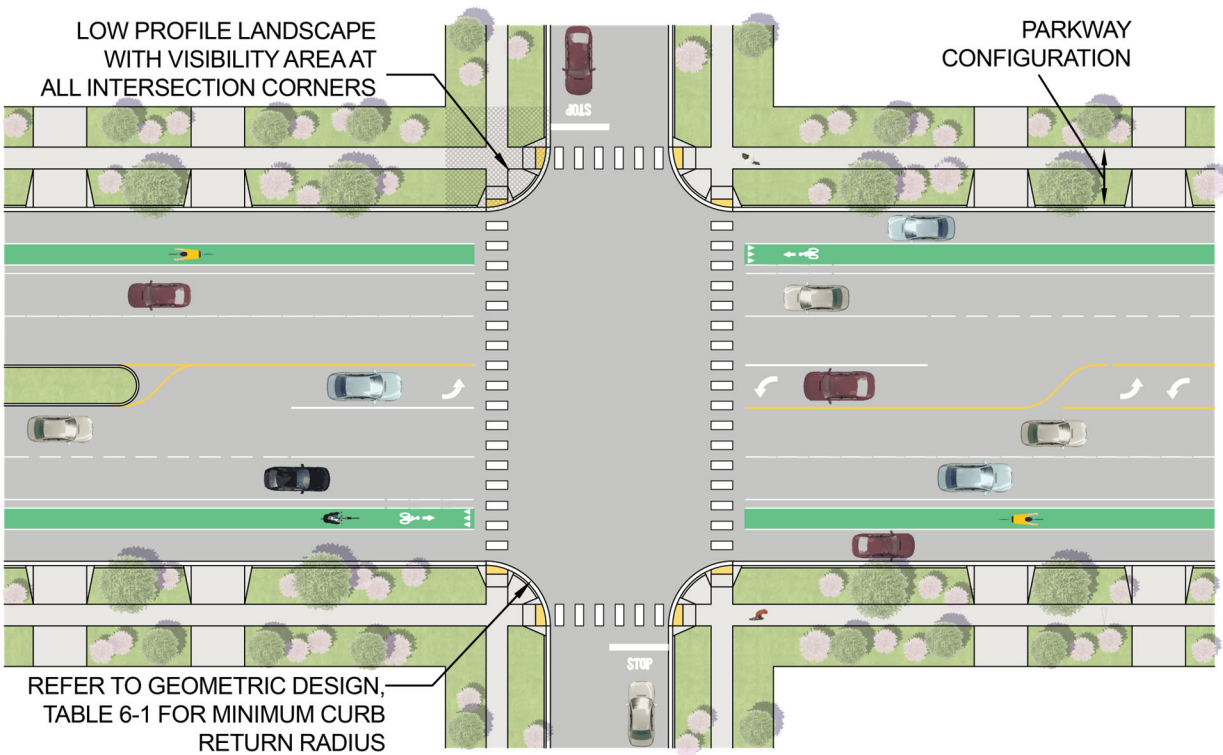 LOW PROFILE LANDSCAPE
WITH VISIBILITY AREA AT
ALL INTERSECTION CORNERS
PARKWAY
CONFIGURATION
STOP
STOP
REFER TO GEOMETRIC DESIGN,
TABLE 6-1 FOR MINIMUM CURB
RETURN RADIUS